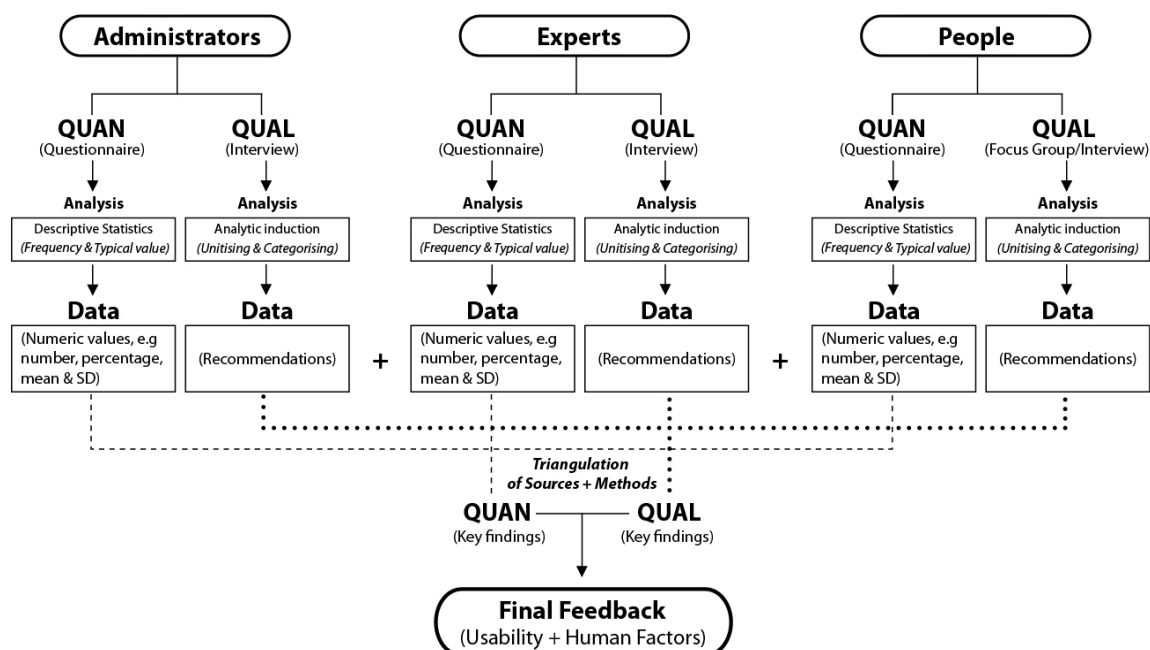 Administrators
Experts
People
QUAN
(Questionnaire)
QUAL
(Interview)
QUAN
(Questionnaire)
QUAL
(Interview)
QUAN
(Questionnaire)
QUAL
(Focus Group/Interview)
Analysis
Analysis
Analysis
Analysis
Analysis
Analysis
Descriptive Statistics
(Frequency & Typical value)
Analytic induction
(Unitising & Categorising)
Descriptive Statistics
(Frequency & Typical value)
Analytic induction
(Unitising & Categorising)
Descriptive Statistics
(Frequency & Typical value)
Analytic induction
(Unitising & Categorising)
Data
Data
Data
Data
Data
Data
(Numeric values, e.g
number, percentage,
mean & SD)
(Recommendations)
+
(Numeric values, e.g
number, percentage,
mean & SD)
(Recommendations)
+
(Numeric values, e.g
number, percentage,
mean & SD)
(Recommendations)
Triangulation
of Sources + Methods
QUAN
(Key findings)
QUAL
(Key findings)
Final Feedback
(Usability + Human Factors)